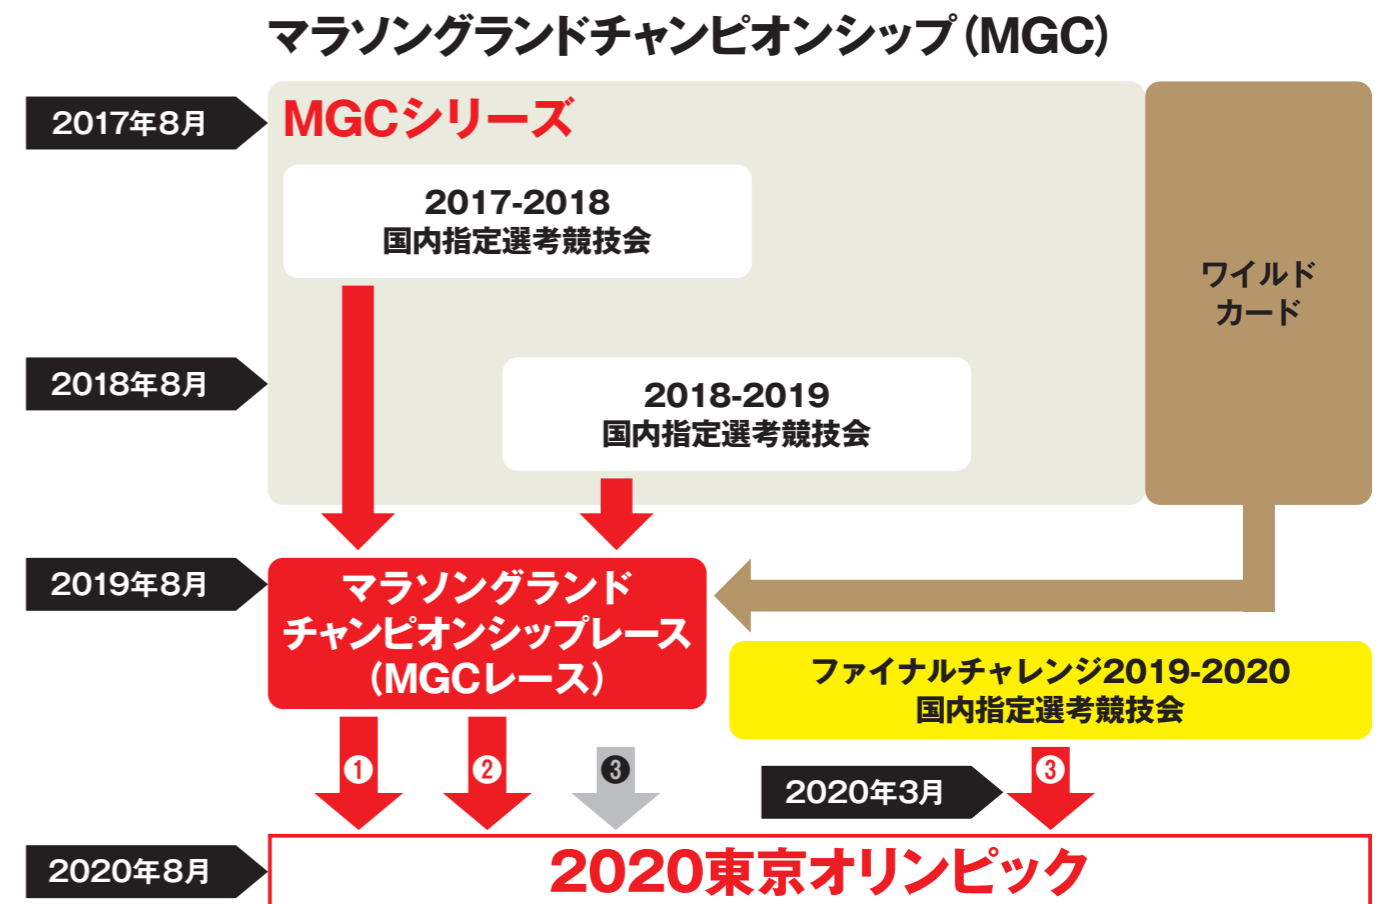 マラソングランドチャンピオンシップ（MGC）
2017年8月
MGCシリーズ
2017-2018
国内指定選考競技会
ワイルド
カード
2018年8月
2018-2019
国内指定選考競技会
2019年8月
マラソングランド
チャンピオンシップレース
（MGCレース）
ファイナルチャレンジ2019-2020
国内指定選考競技会
❶
❷
❸
2020年3月
❸
2020年8月
2020東京オリンピック